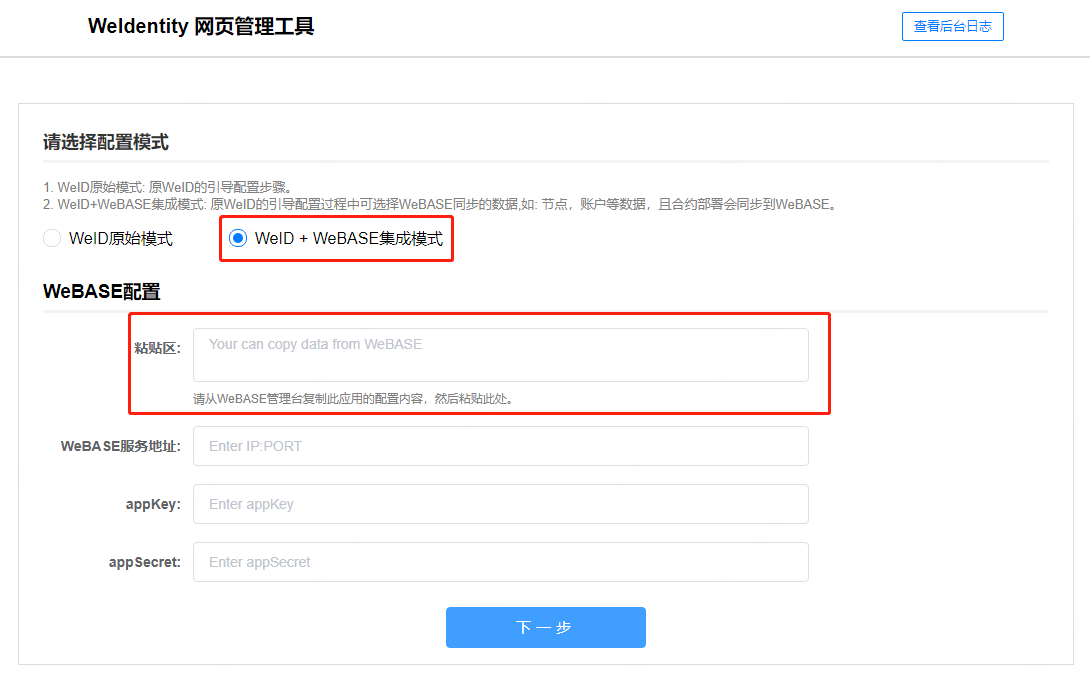 WeIdentity 网页管理工具
查看后台日志
请选择配置模式
1. WeID原始模式: 原WeID的引导配置步骤。
2. WeID+WeBASE集成模式: 原WeID的引导配置过程中可选择WeBASE同步的数据,如: 节点，账户等数据，且合约部署会同步到WeBASE。
WeID原始模式
WeID + WeBASE集成模式
WeBASE配置
粘贴区:
Your can copy data from WeBASE
请从WeBASE管理台复制此应用的配置内容，然后粘贴此处。
WeBASE服务地址:
Enter IP:PORT
appKey:
Enter appKey
appSecret:
Enter appSecret
下一步